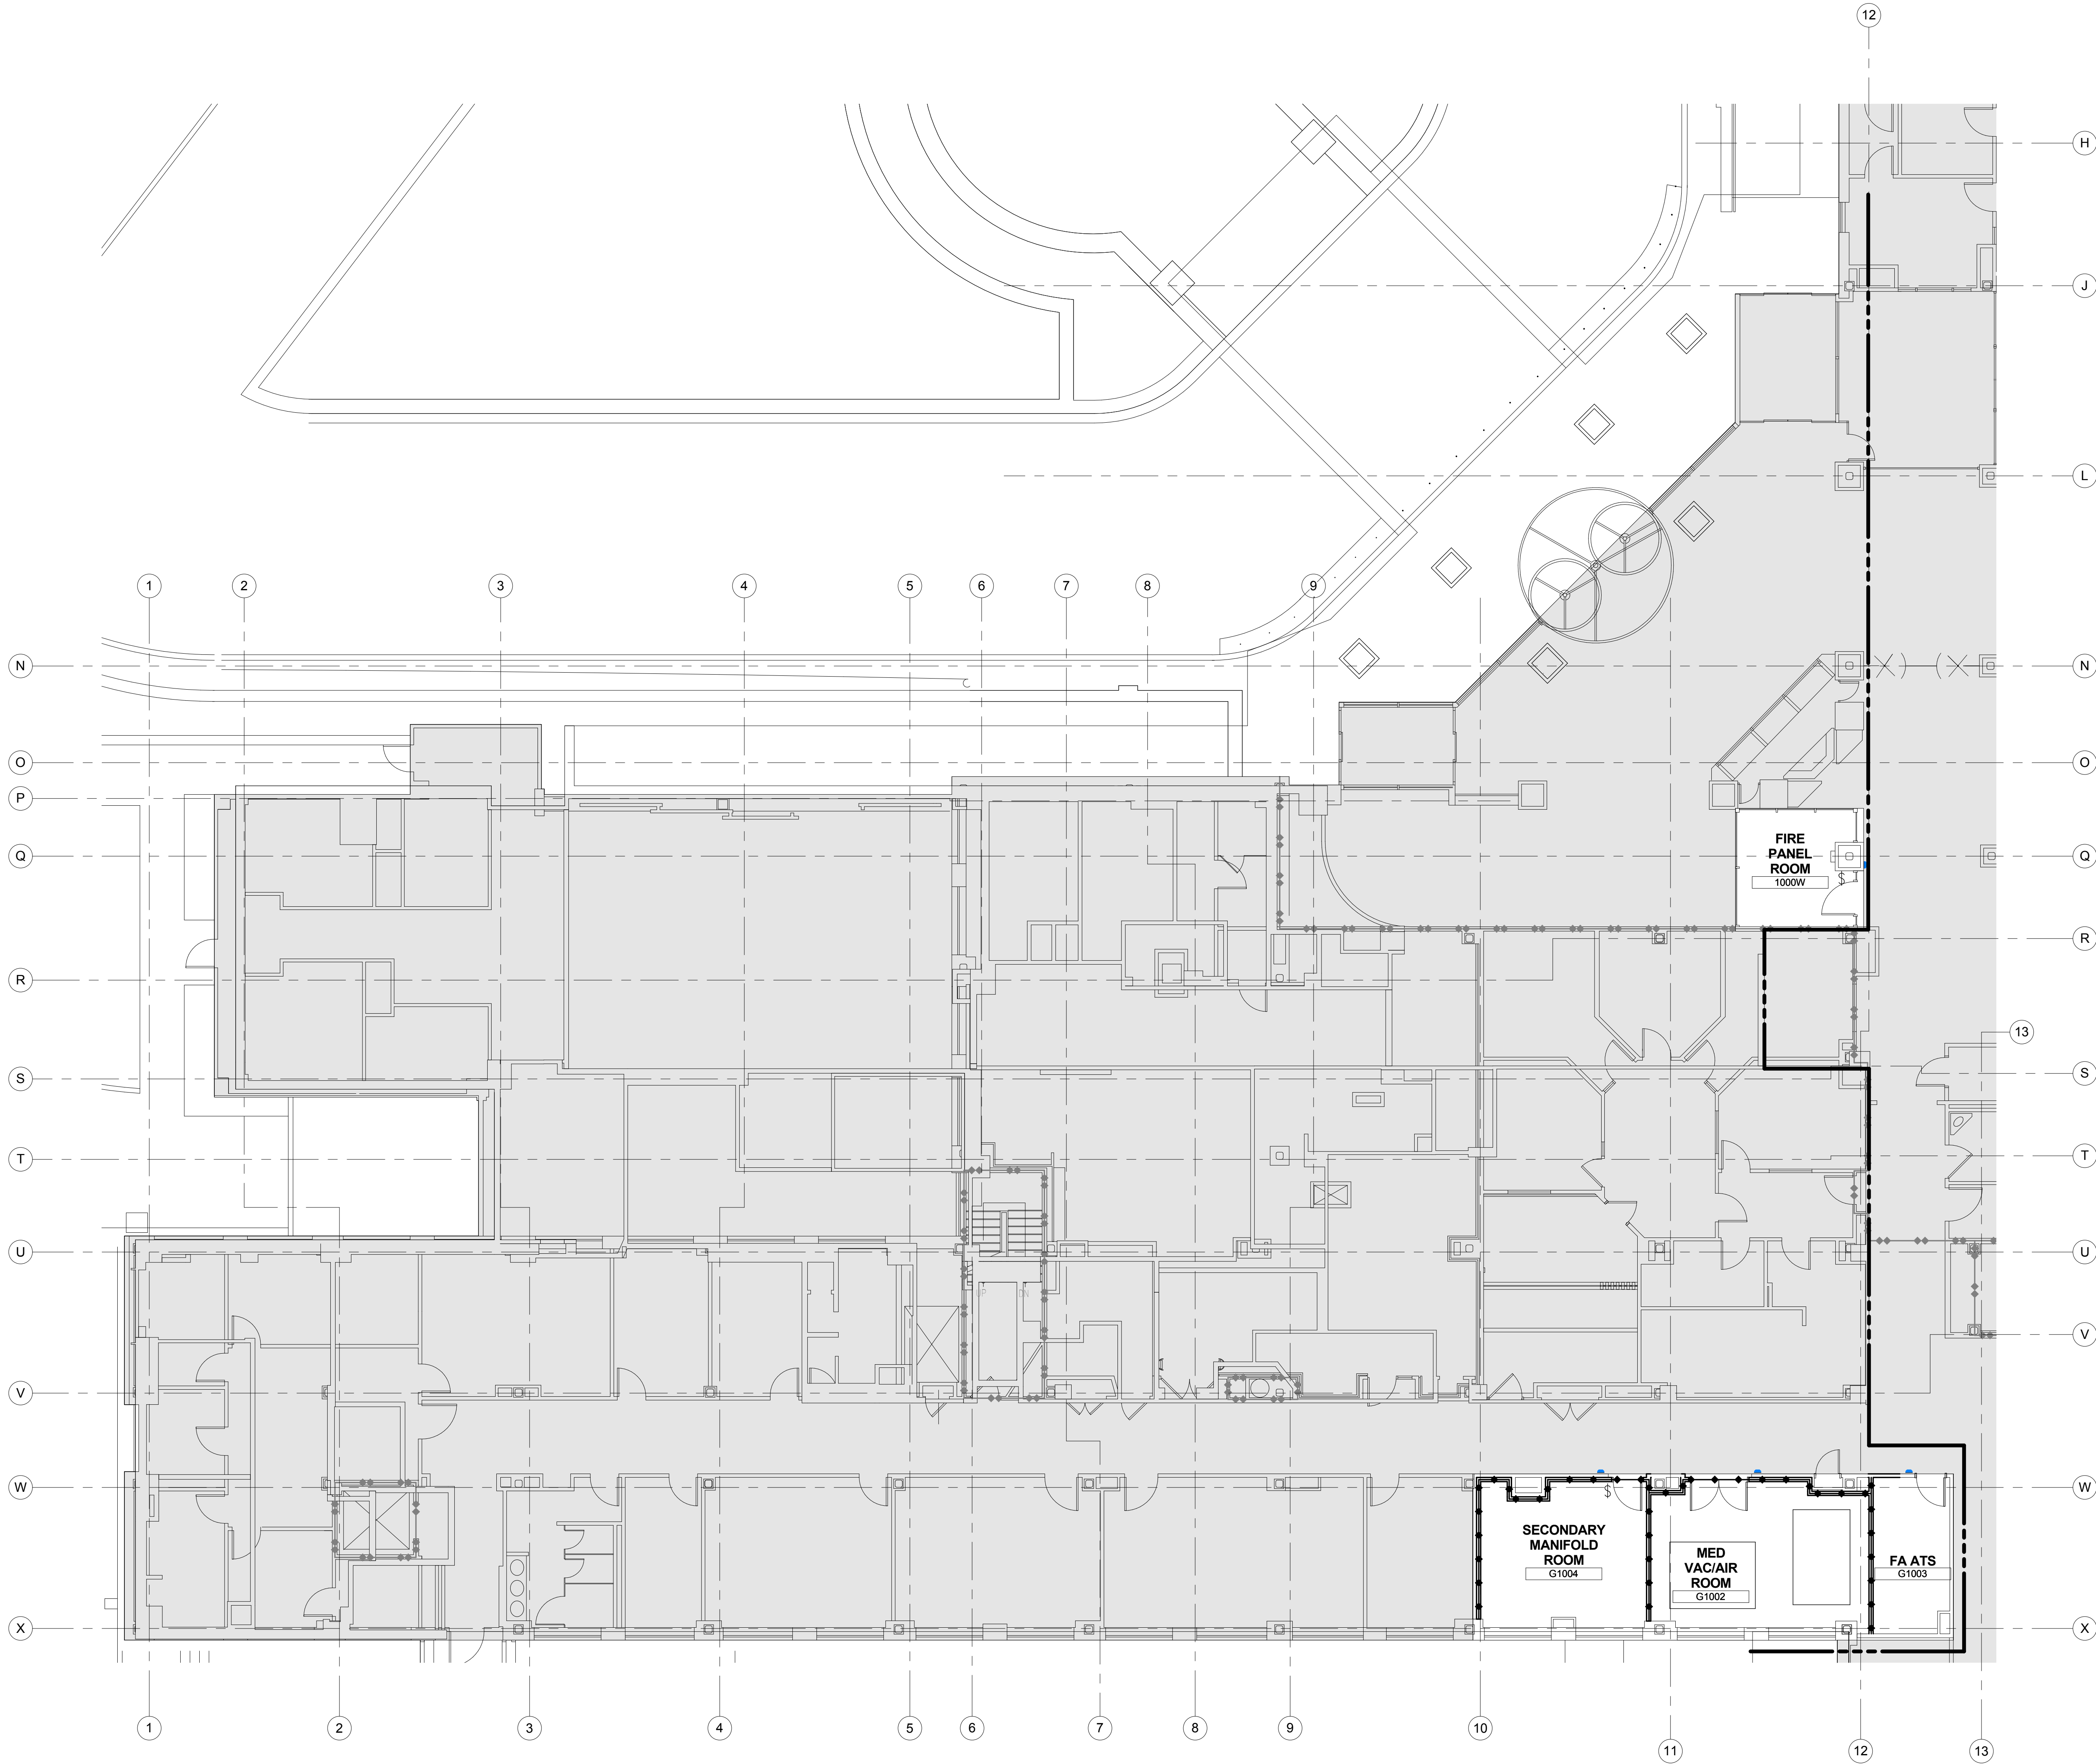 12
H
J
L
1
2
3
4
5
6
7
8
9
N
N
O
O
P
FIRE
PANEL
ROOM
1000W
$
Q
Q
R
R
13
S
S
T
T
U
U
UP
DN
V
V
W
W
$
SECONDARY
MANIFOLD
ROOM
G1004
MED
VAC/AIR
ROOM
G1002
FA ATS
G1003
X
X
1
2
3
4
5
6
7
8
9
10
11
12
13